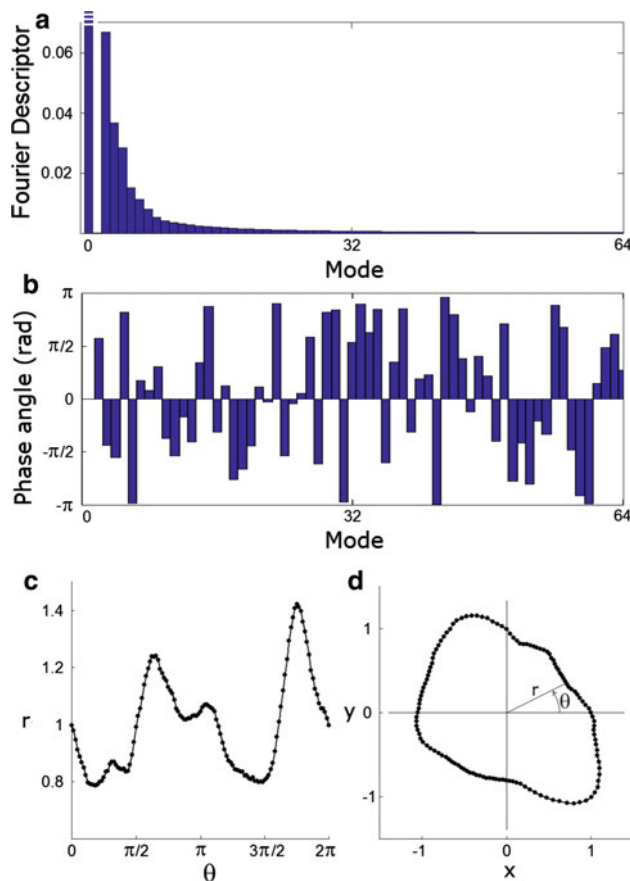 a
Fourier Descriptor
0.06
0.04
0.02
0
32
64
Mode
b
Phase angle (rad)
π
π/2
0
-π/2
-π
0
32
64
Mode
c
r
1.4
1.2
1
0.8
0
π/2
π
3π/2
2π
θ
d
y
1
0
-1
r
θ
-1
0
1
x